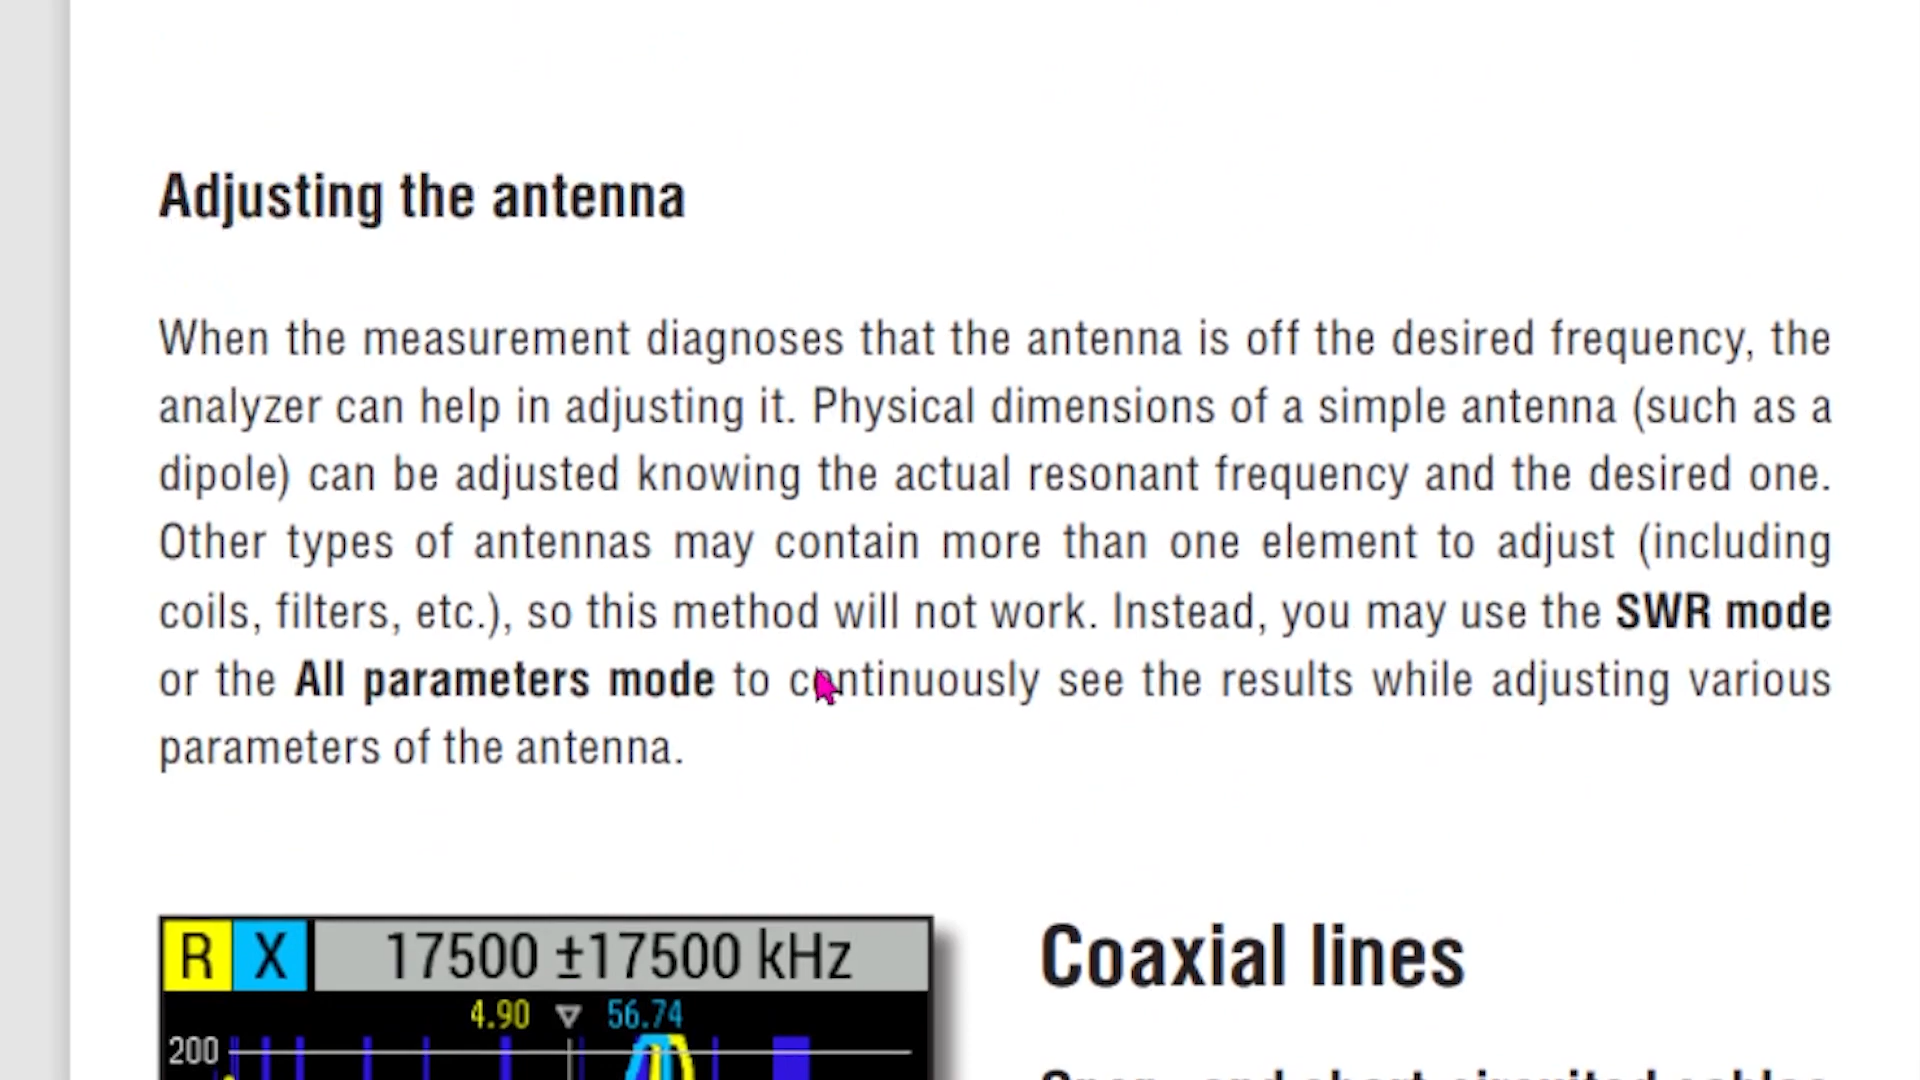 Adjusting the antenna
When the measurement diagnoses that the antenna is off the desired frequency, the
analyzer can help in adjusting it. Physical dimensions of a simple antenna (such as a
dipole) can be adjusted knowing the actual resonant frequency and the desired one.
Other types of antennas may contain more than one element to adjust (including
coils, filters, etc.), so this method will not work. Instead, you may use the SWR mode
or the All parameters mode to continuously see the results while adjusting various
parameters of the antenna.
R X 17500 ±17500 kHz
4.90 56.74
200
Coaxial lines
Open- and short-circuited cables